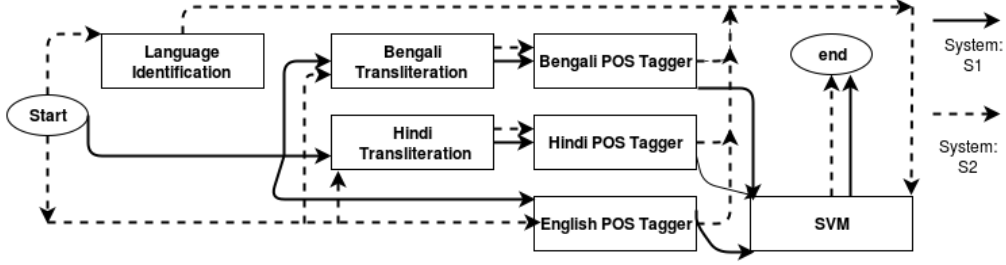 Language
Identification
Bengali
Transliteration
Bengali POS Tagger
end
System:
S1
Start
Hindi
Transliteration
Hindi POS Tagger
System:
S2
English POS Tagger
SVM